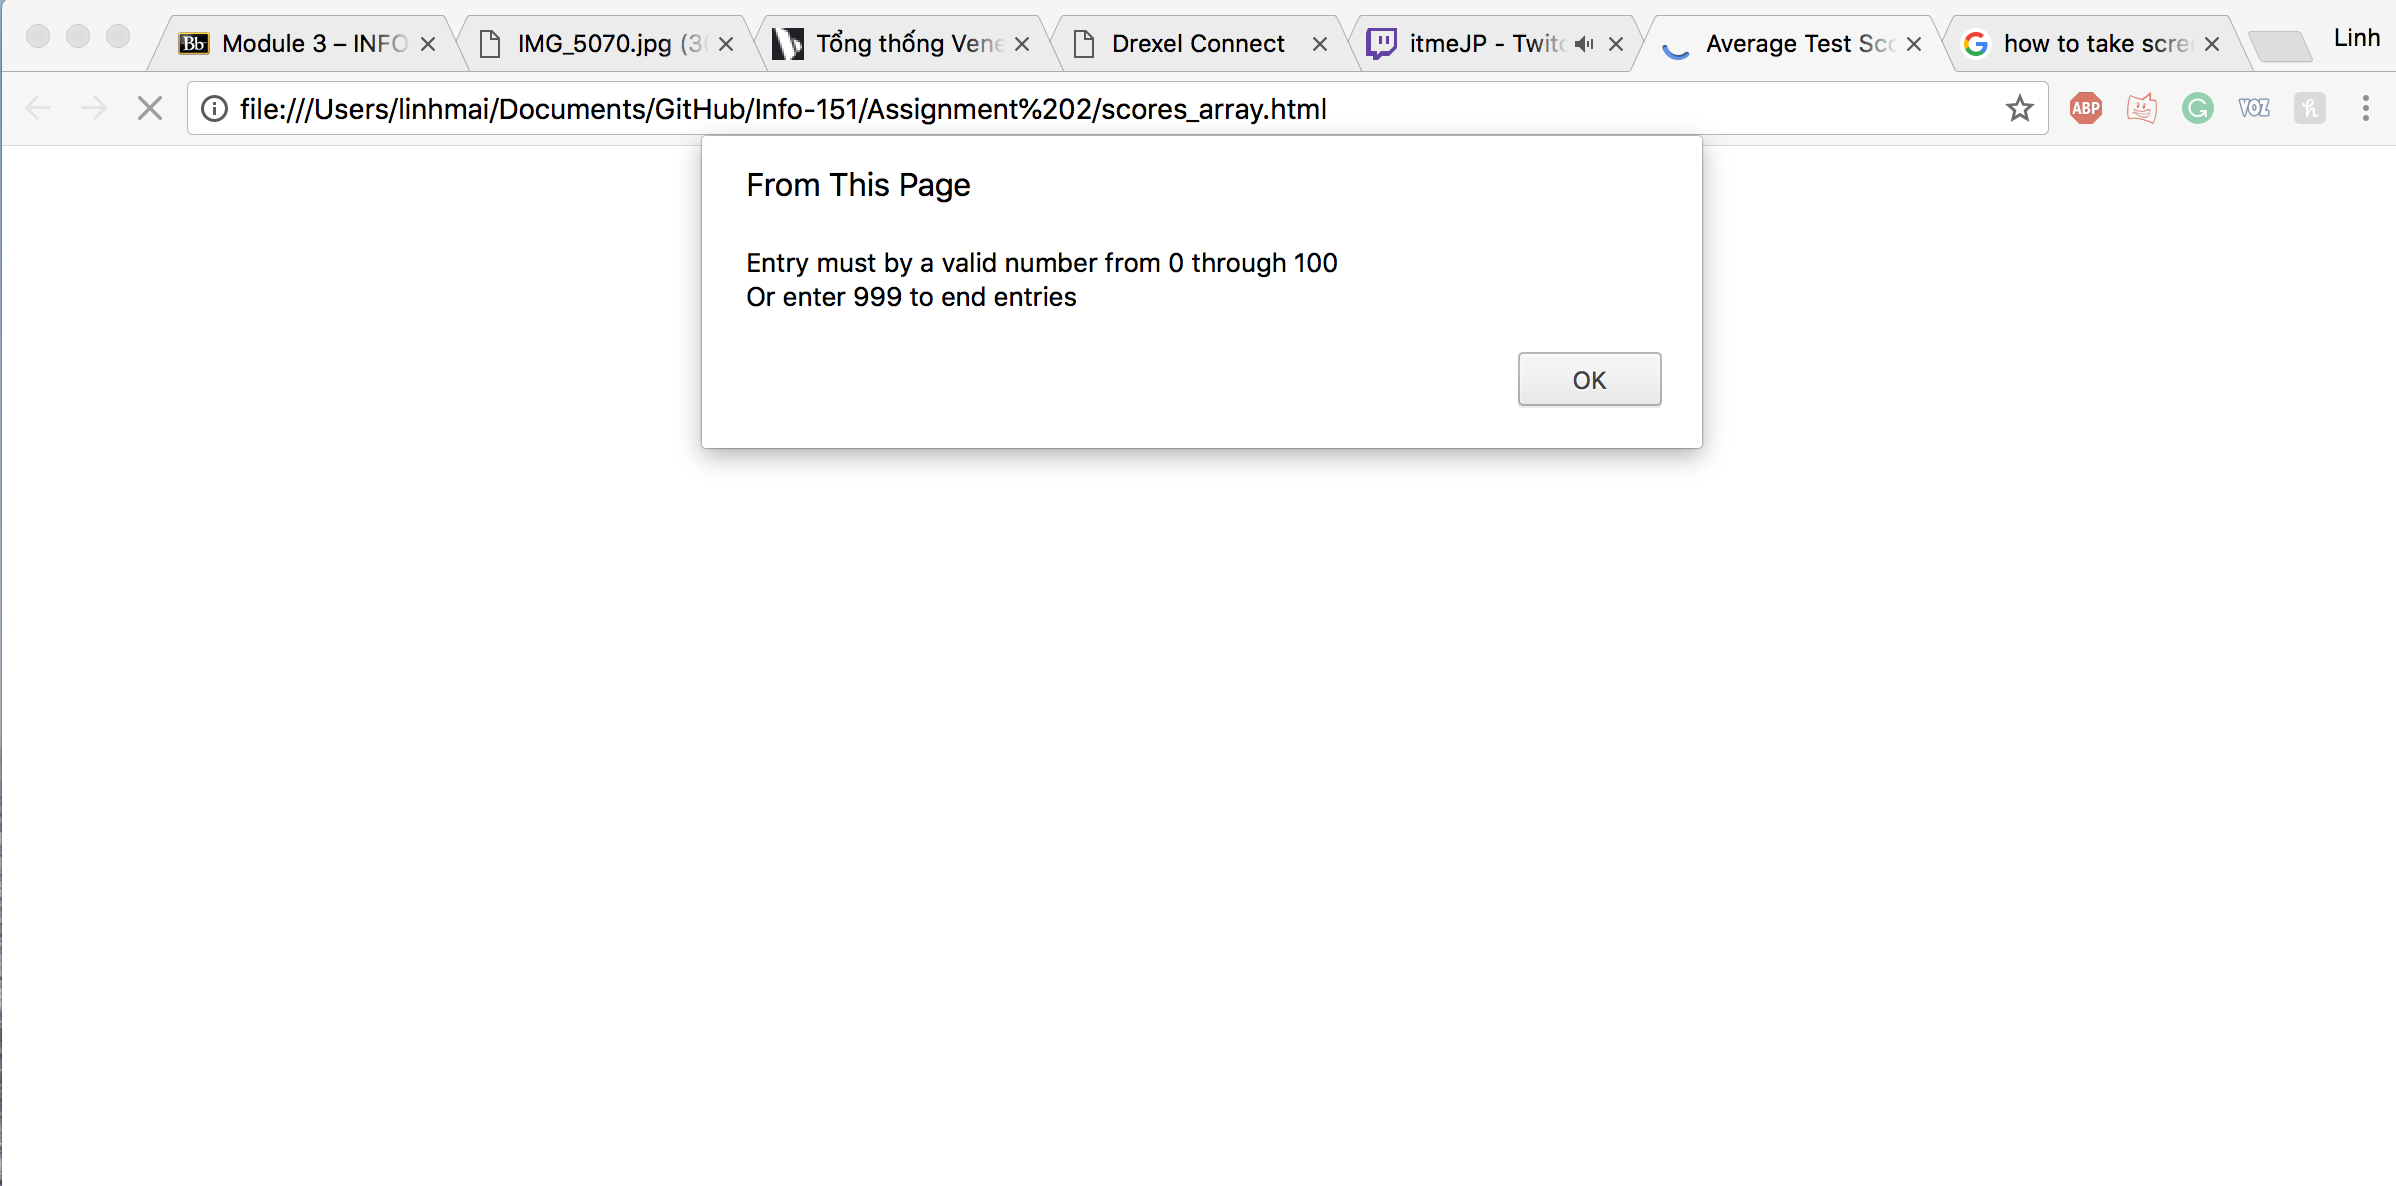 Bb Module 3 – INFO
IMG_5070.jpg (3
Tổng thống Vene
Drexel Connect
itmeJP - Twitc
Average Test Sco
how to take scre
Linh
file:///Users/linhmai/Documents/GitHub/Info-151/Assignment%202/scores_array.html
ABP
G
VOZ
h
From This Page
Entry must by a valid number from 0 through 100
Or enter 999 to end entries
OK